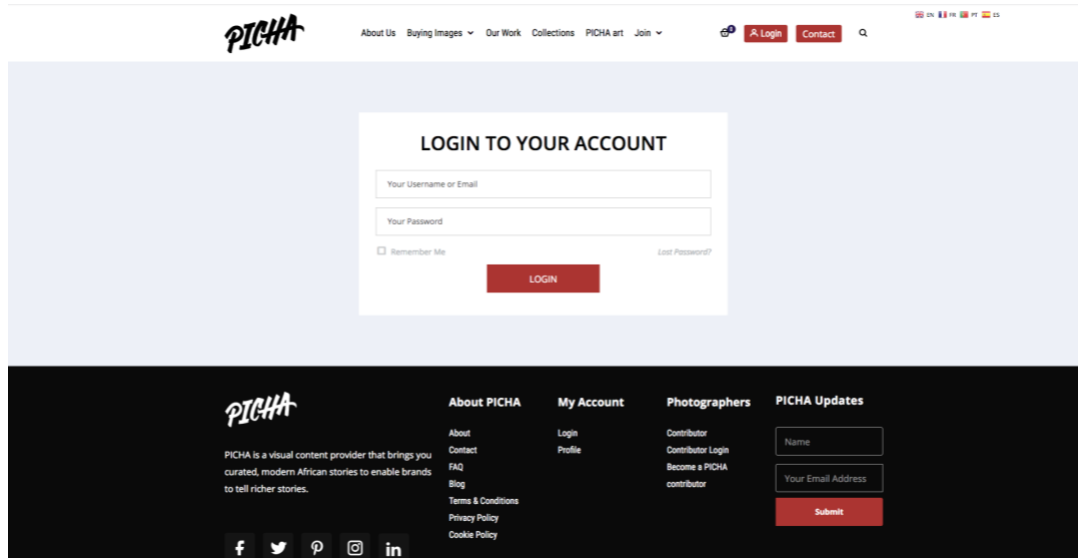 PICHA
About Us Buying Images Our Work Collections PICHA art Join
0
Login
Contact
EN FR PT ES
LOGIN TO YOUR ACCOUNT
Your Username or Email
Your Password
Remember Me
Lost Password?
LOGIN
PICHA
PICHA is a visual content provider that brings you
curated, modern African stories to enable brands
to tell richer stories.
About PICHA
About
Contact
FAQ
Blog
Terms & Conditions
Privacy Policy
Cookie Policy
My Account
Login
Profile
Photographers
Contributor
Contributor Login
Become a PICHA
contributor
PICHA Updates
Name
Your Email Address
Submit